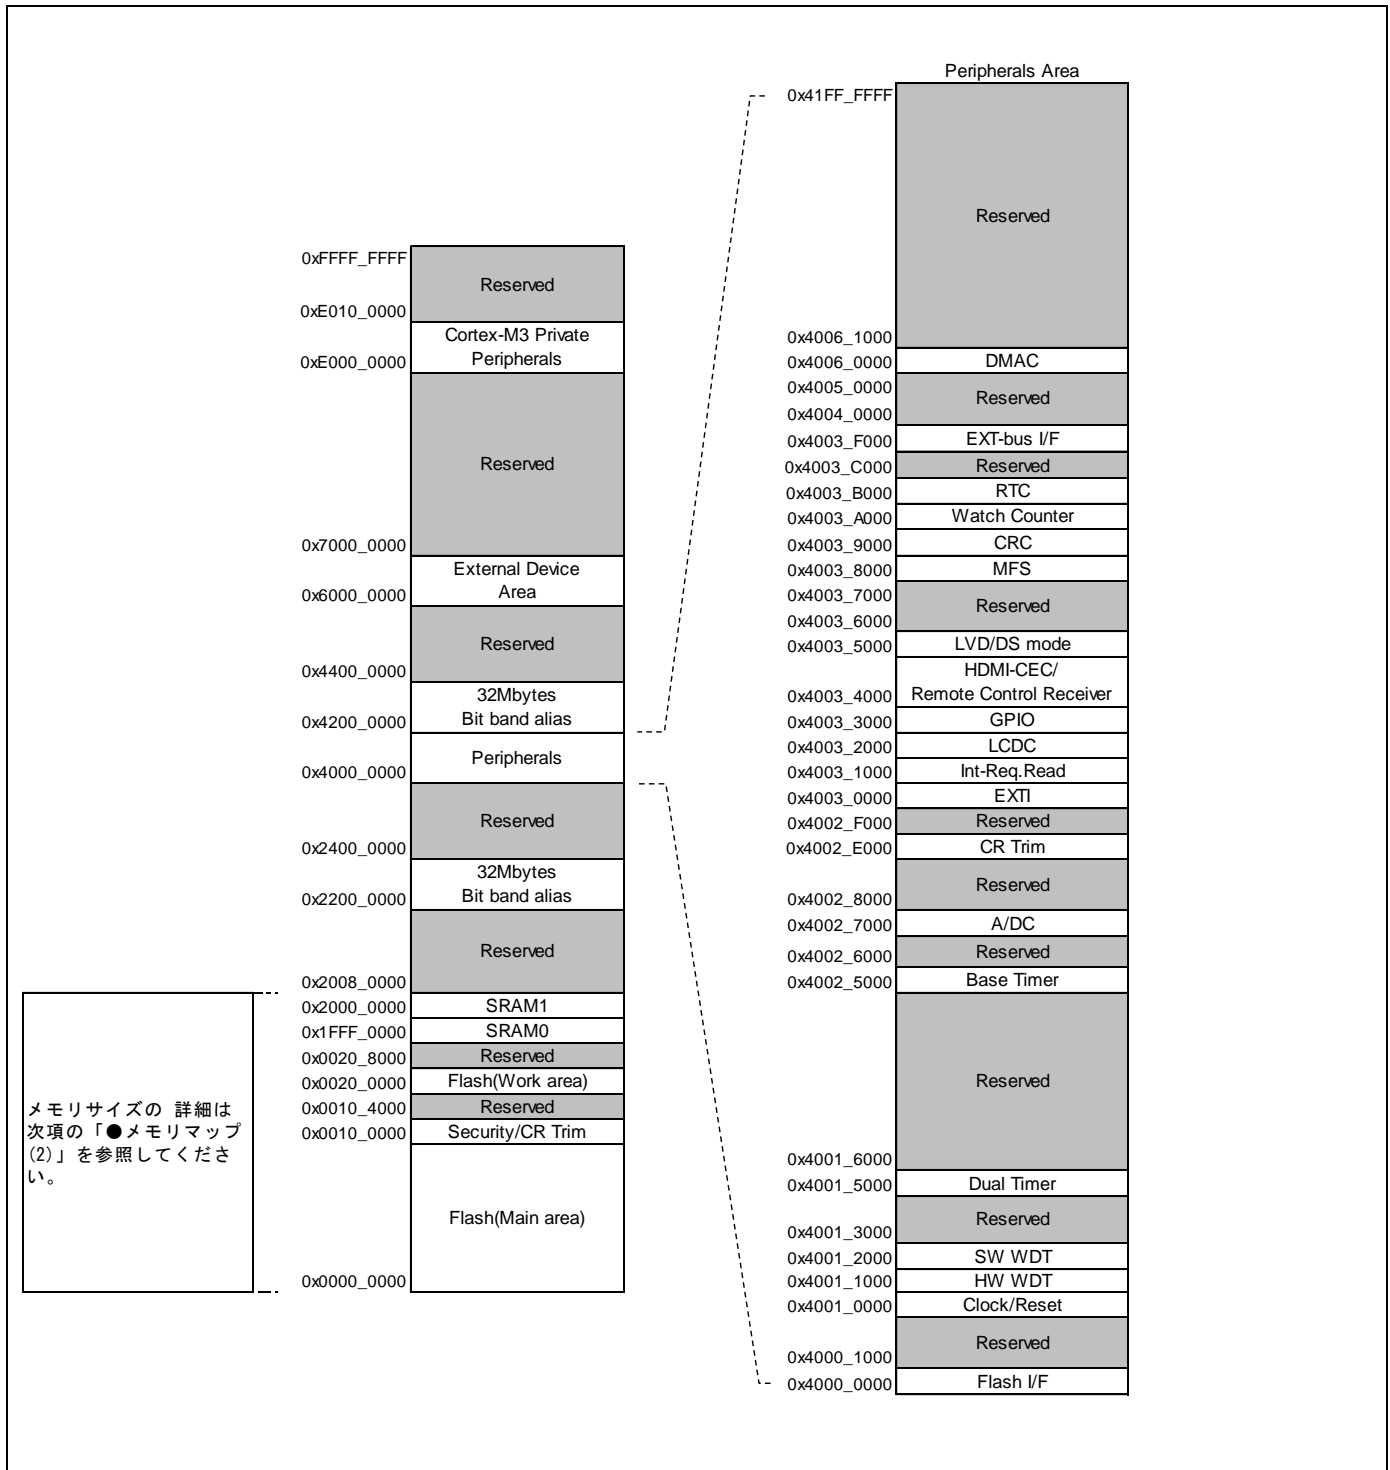 Peripherals Area
0x41FF_FFFF
Reserved
0x4006_1000
0x4006_0000 DMAC
0x4005_0000
Reserved
0x4004_0000
0x4003_F000 EXT-bus I/F
0x4003_C000 Reserved
0x4003_B000 RTC
0x4003_A000 Watch Counter
0x4003_9000 CRC
0x4003_8000 MFS
0x4003_7000
Reserved
0x4003_6000
0x4003_5000 LVD/DS mode
HDMI-CEC/
0x4003_4000 Remote Control Receiver
0x4003_3000 GPIO
0x4003_2000 LCDC
0x4003_1000 Int-Req.Read
0x4003_0000 EXTI
0x4002_F000 Reserved
0x4002_E000 CR Trim
Reserved
0x4002_8000
0x4002_7000 A/DC
0x4002_6000 Reserved
0x4002_5000 Base Timer
Reserved
0x4001_6000
0x4001_5000 Dual Timer
Reserved
0x4001_3000
0x4001_2000 SW WDT
0x4001_1000 HW WDT
0x4001_0000 Clock/Reset
Reserved
0x4000_1000
0x4000_0000 Flash I/F
0xFFFF_FFFF
Reserved
0xE010_0000
Cortex-M3 Private
0xE000_0000 Peripherals
Reserved
0x7000_0000
External Device
0x6000_0000 Area
Reserved
0x4400_0000
32Mbytes
0x4200_0000 Bit band alias
Peripherals
0x4000_0000
Reserved
0x2400_0000
32Mbytes
0x2200_0000 Bit band alias
Reserved
0x2008_0000
0x2000_0000 SRAM1
0x1FFF_0000 SRAM0
0x0020_8000 Reserved
0x0020_0000 Flash(Work area)
0x0010_4000 Reserved
0x0010_0000 Security/CR Trim
Flash(Main area)
0x0000_0000
メモリサイズの 詳細は
次項の「●メモリマップ
(2)」を参照してくださ
い。